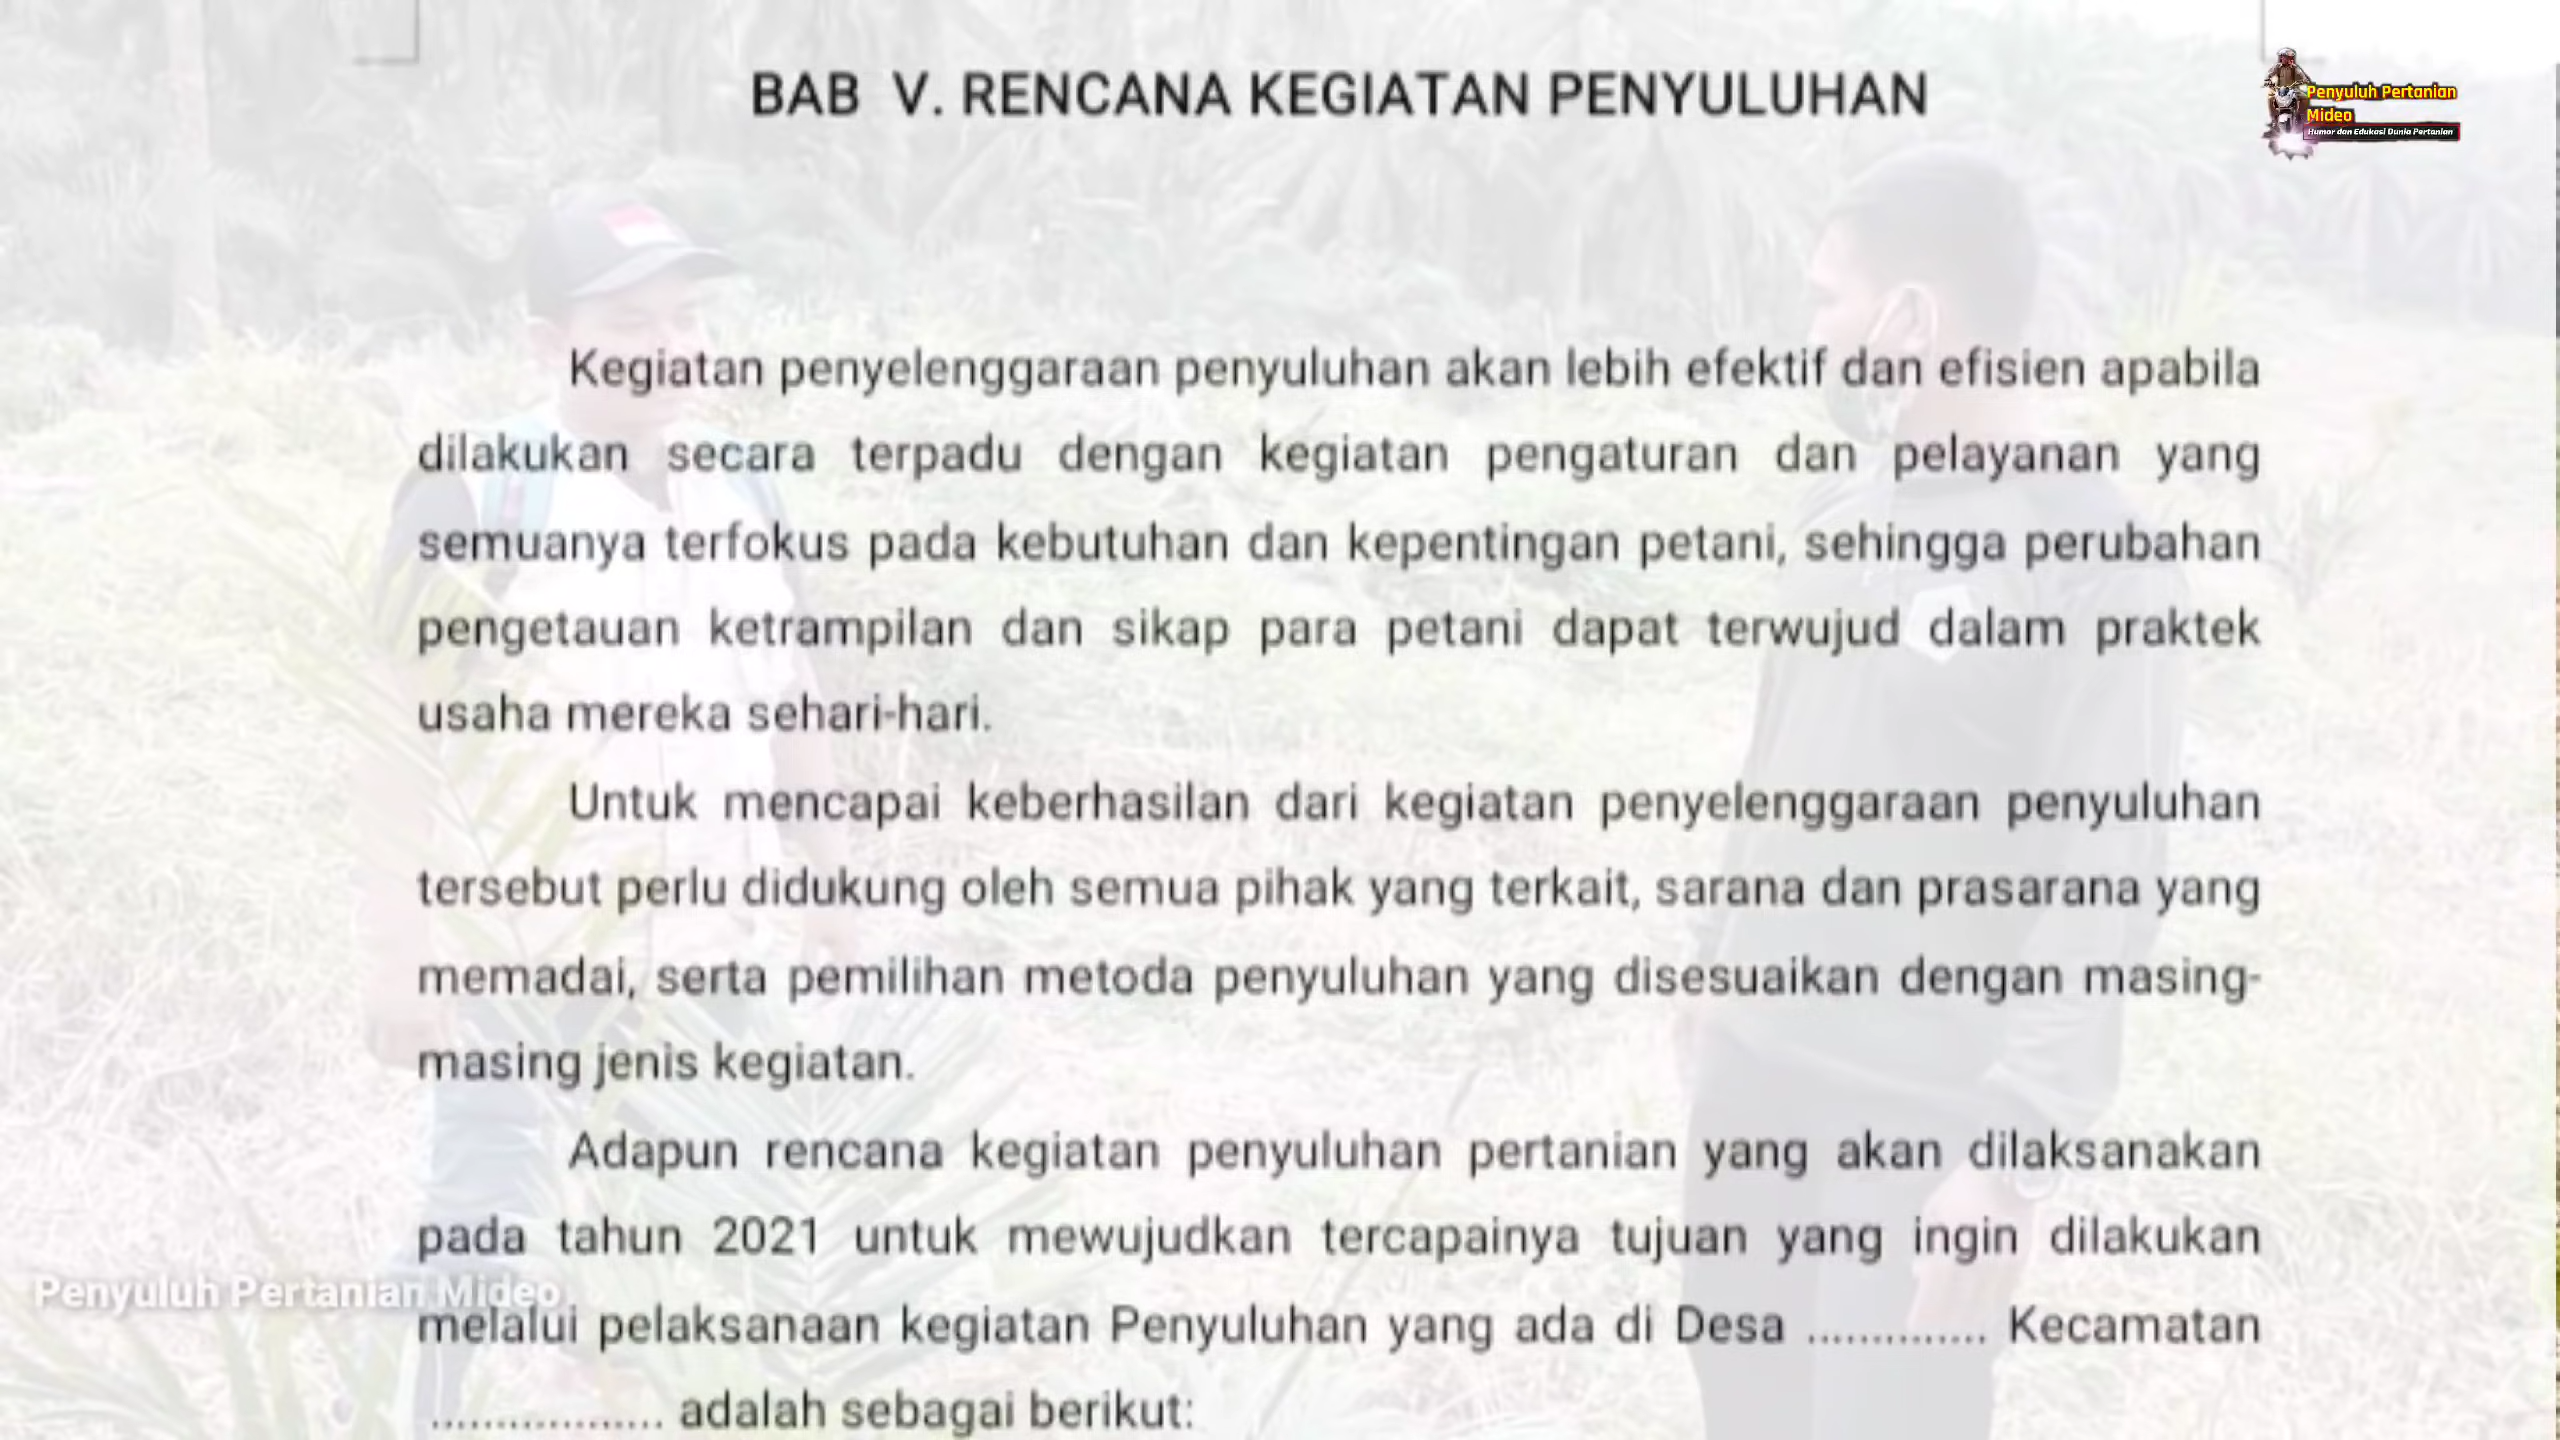 BAB V. RENCANA KEGIATAN PENYULUHAN
Penyuluh Pertanian
Mideo
Humor dan Edukasi Dunia Pertanian
Kegiatan penyelenggaraan penyuluhan akan lebih efektif dan efisien apabila
dilakukan secara terpadu dengan kegiatan pengaturan dan pelayanan yang
semuanya terfokus pada kebutuhan dan kepentingan petani, sehingga perubahan
pengetauan ketrampilan dan sikap para petani dapat terwujud dalam praktek
usaha mereka sehari-hari.
Untuk mencapai keberhasilan dari kegiatan penyelenggaraan penyuluhan
tersebut perlu didukung oleh semua pihak yang terkait, sarana dan prasarana yang
memadai, serta pemilihan metoda penyuluhan yang disesuaikan dengan masing-
masing jenis kegiatan.
Adapun rencana kegiatan penyuluhan pertanian yang akan dilaksanakan
pada tahun 2021 untuk mewujudkan tercapainya tujuan yang ingin dilakukan
Penyuluh Pertanian Mideo
melalui pelaksanaan kegiatan Penyuluhan yang ada di Desa .............. Kecamatan
.................. adalah sebagai berikut: